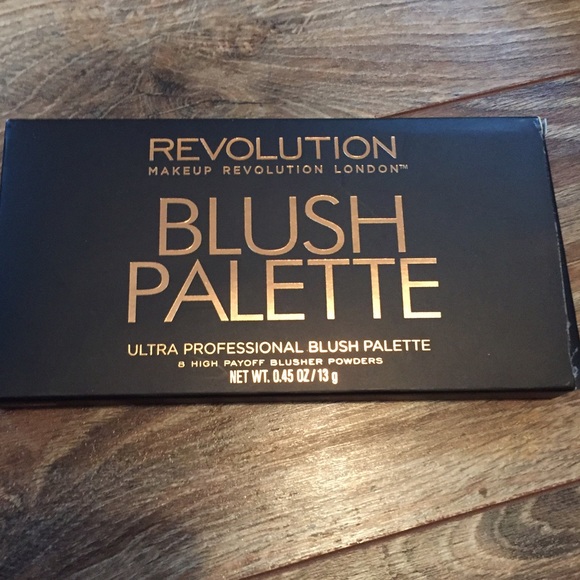 REVOLUTION
MAKEUP REVOLUTION LONDON™
BLUSH
PALETTE
ULTRA PROFESSIONAL BLUSH PALETTE
8 HIGH PAYOFF BLUSHER POWDERS
NET WT. 0.45 OZ/13 g